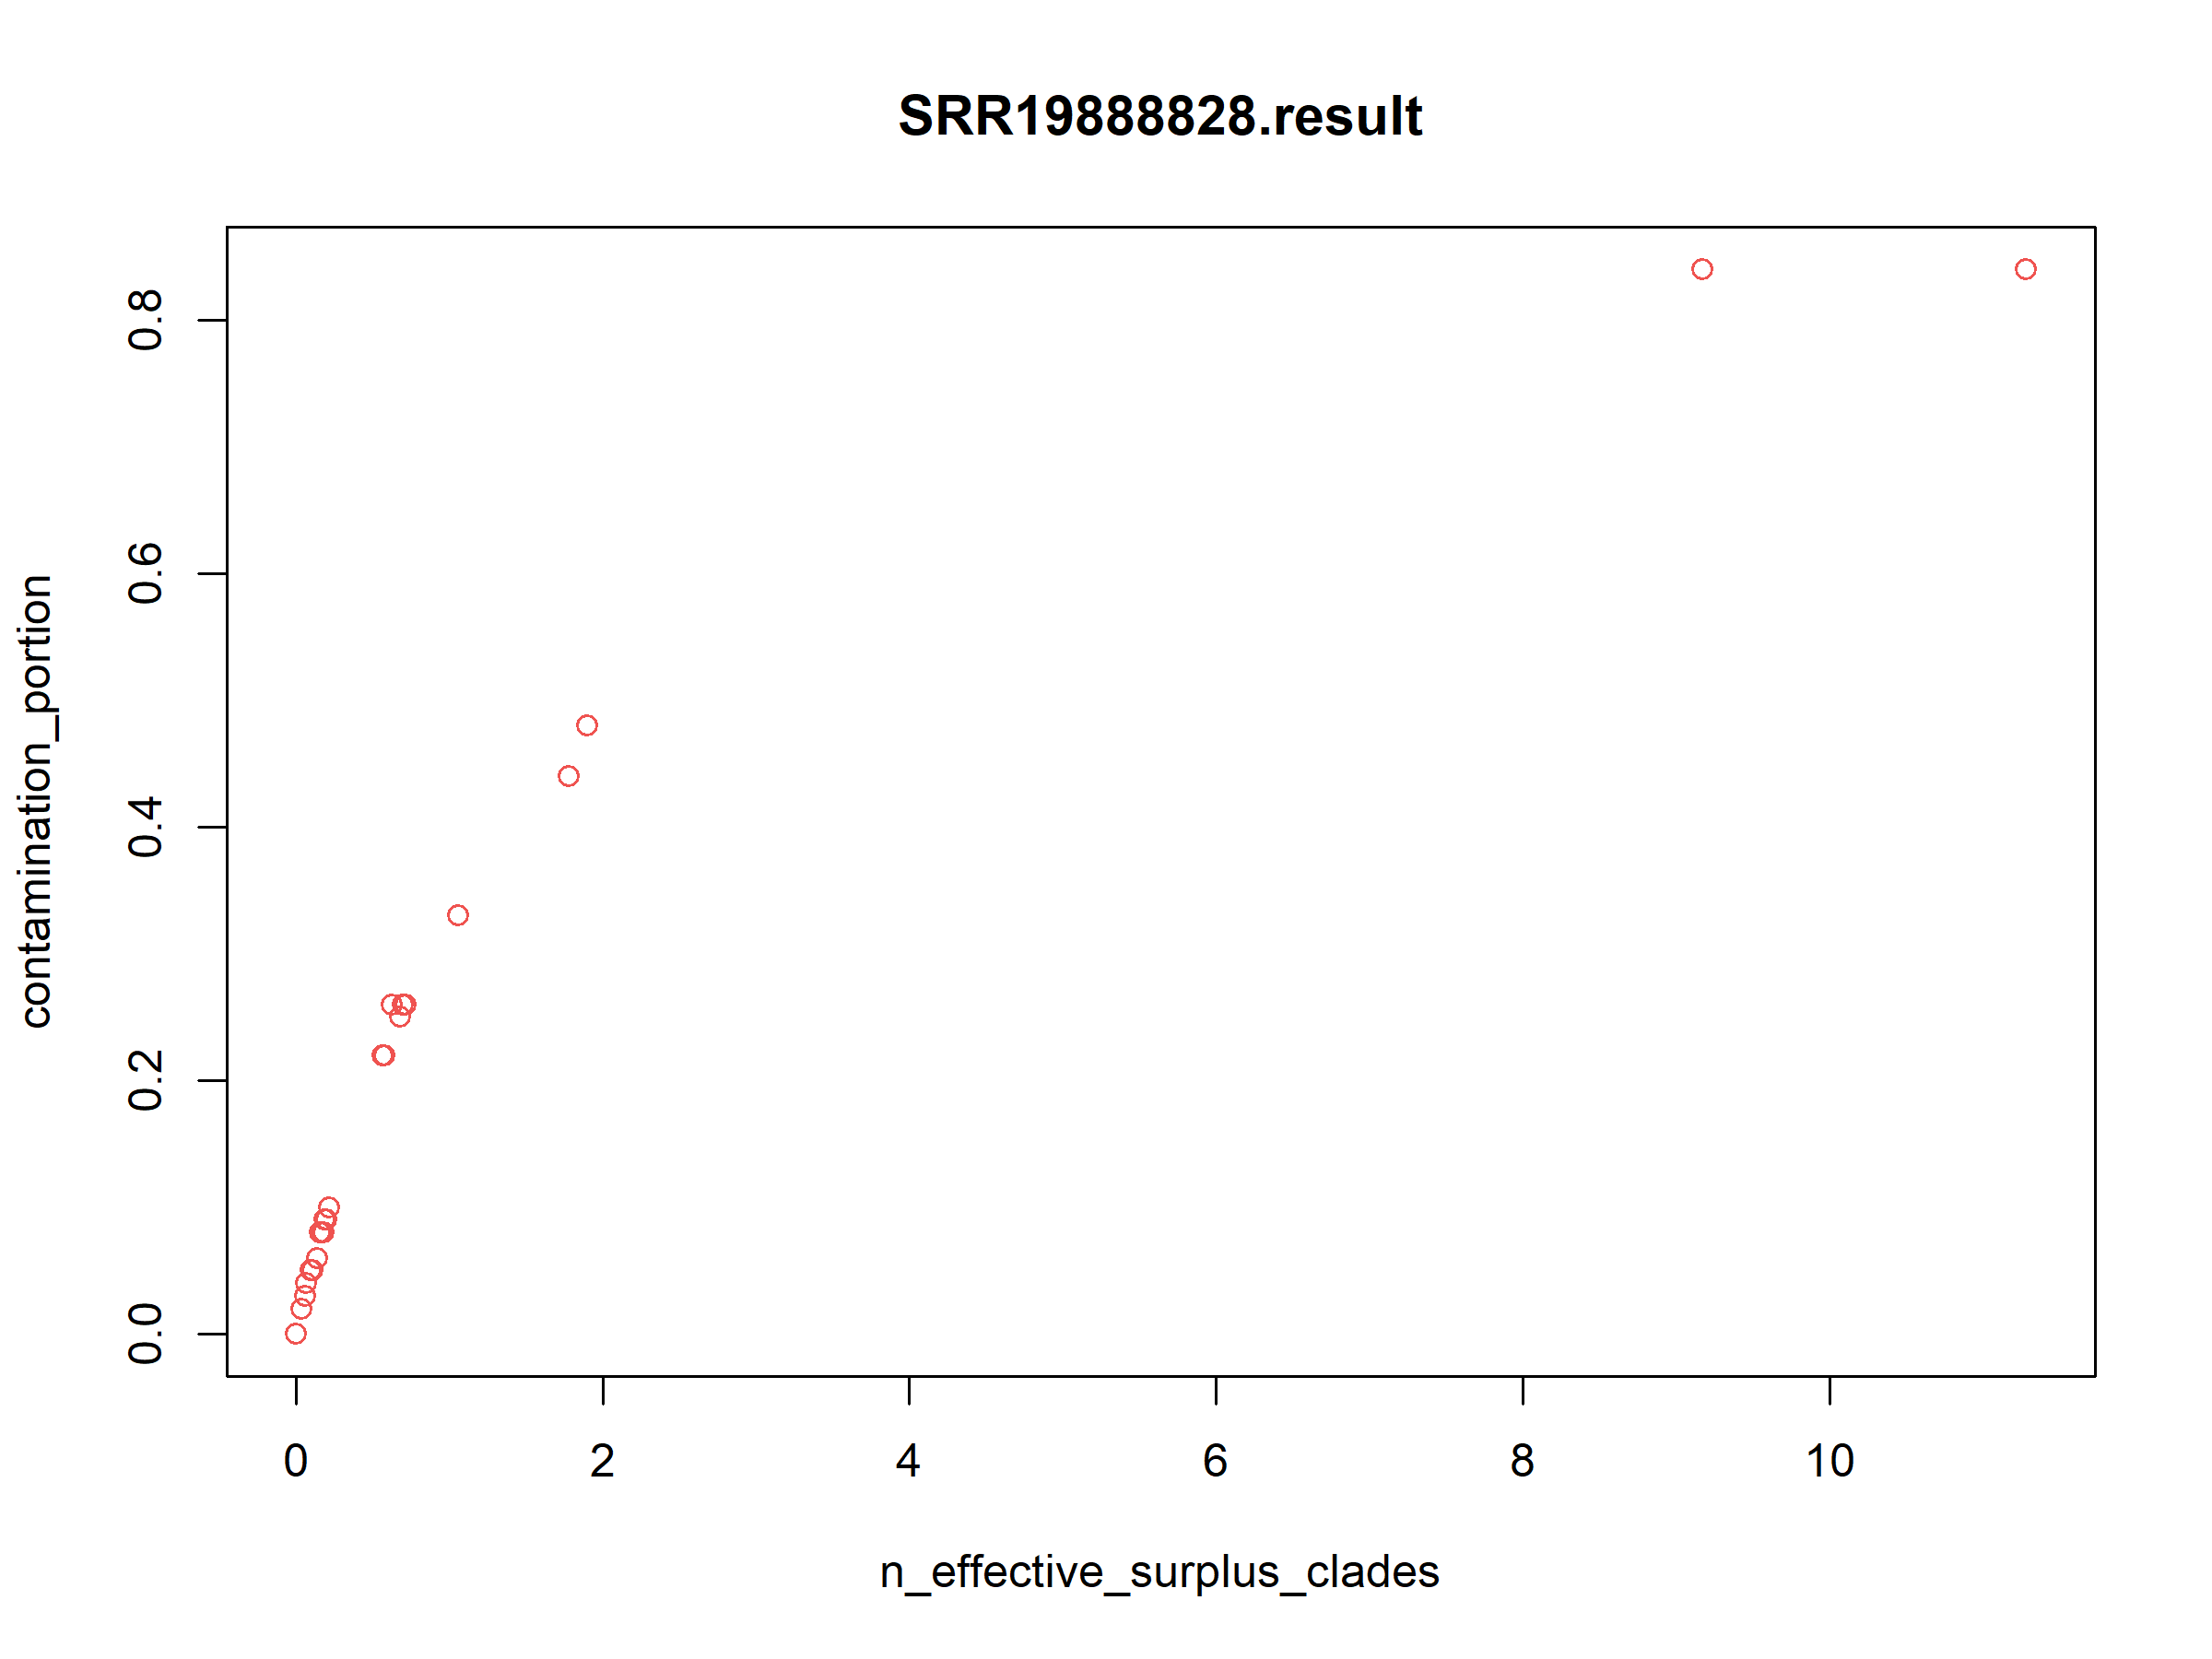 SRR19888828.result
contamination_portion
0.8
0.6
0.4
0.2
0.0
0 2 4 6 8 10
n_effective_surplus_clades